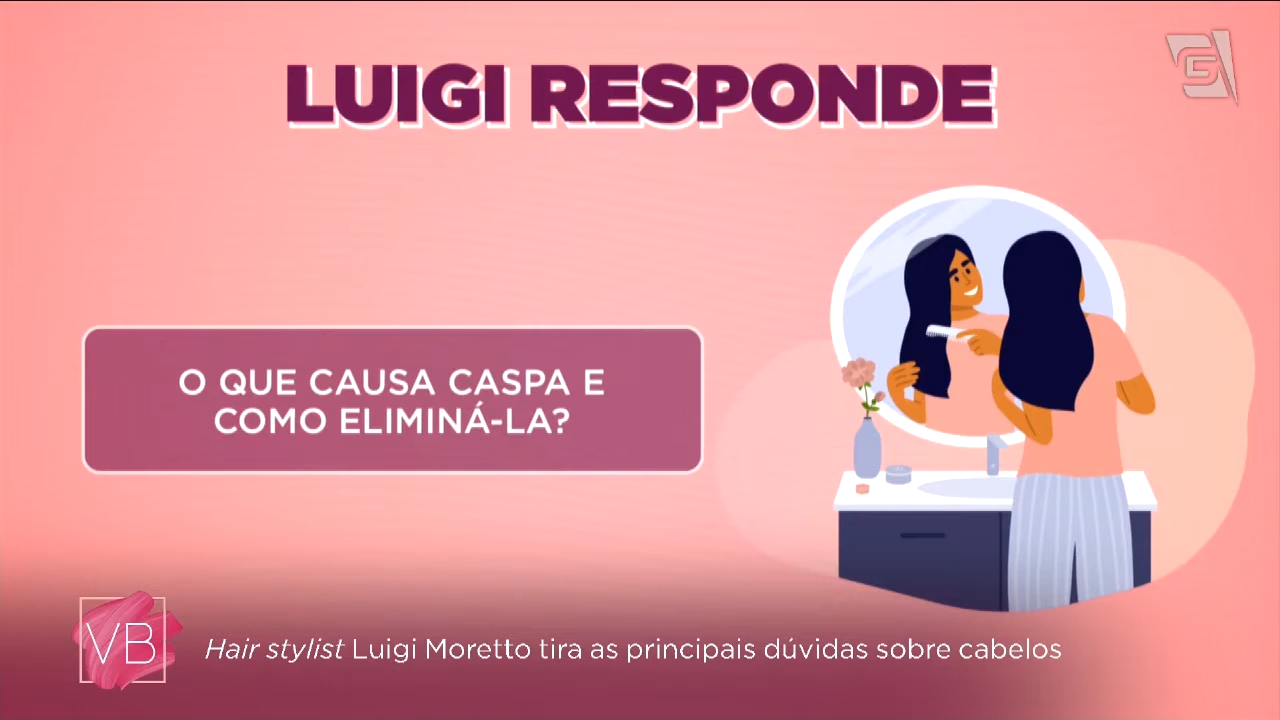 LUIGI RESPONDE
O QUE CAUSA CASPA E
COMO ELIMINÁ-LA?
VB
Hair stylist Luigi Moretto tira as principais dúvidas sobre cabelos